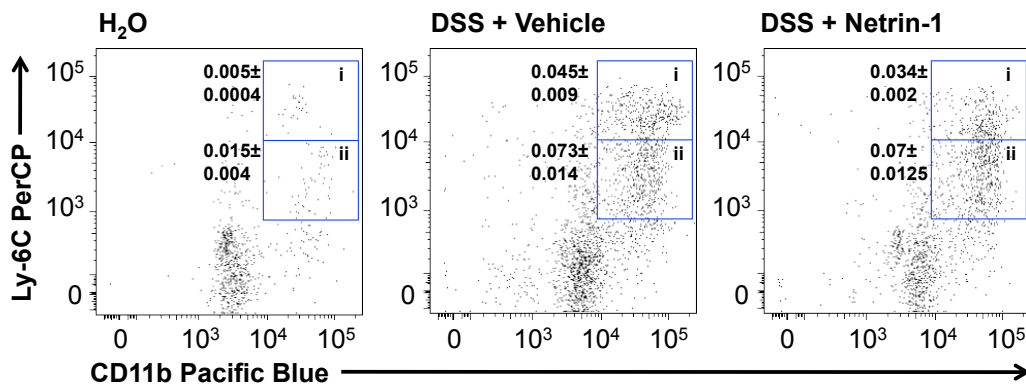 H₂O
DSS + Vehicle
DSS + Netrin-1
Ly-6C PerCP
10⁵
10⁴
10³
0
0.005±
0.0004
i
0.015±
0.004
ii
0 10³ 10⁴ 10⁵
10⁵
10⁴
10³
0
0.045±
0.009
i
0.073±
0.014
ii
0 10³ 10⁴ 10⁵
10⁵
10⁴
10³
0
0.034±
0.002
i
0.07±
0.0125
ii
0 10³ 10⁴ 10⁵
CD11b Pacific Blue